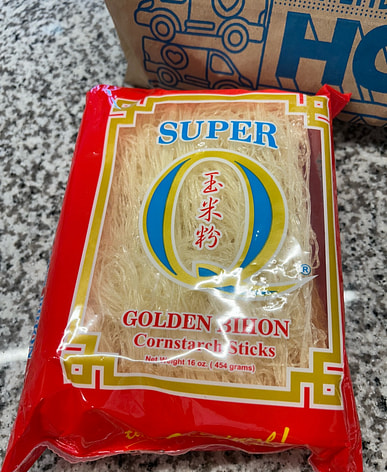 SUPER
Q
玉
米
粉
®
GOLDEN BIHON
Cornstarch Sticks
Net Weight 16 oz. ( 454 grams)